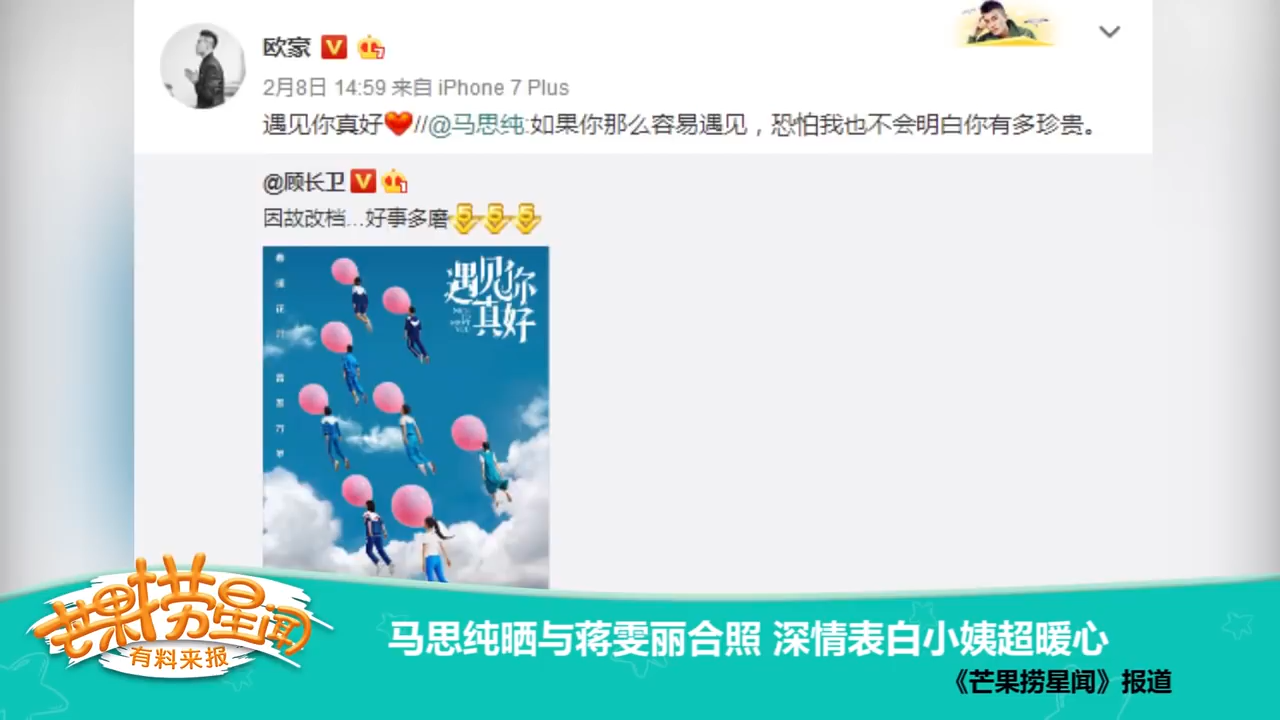 欧豪
2月8日 14:59 来自 iPhone 7 Plus
遇见你真好//@马思纯:如果你那么容易遇见，恐怕我也不会明白你有多珍贵。
@顾长卫
因故改档...好事多磨
遇见你
真好
NICE
TO
MEET
YOU
芒果捞星闻
有料来报
马思纯晒与蒋雯丽合照 深情表白小姨超暖心
《芒果捞星闻》报道